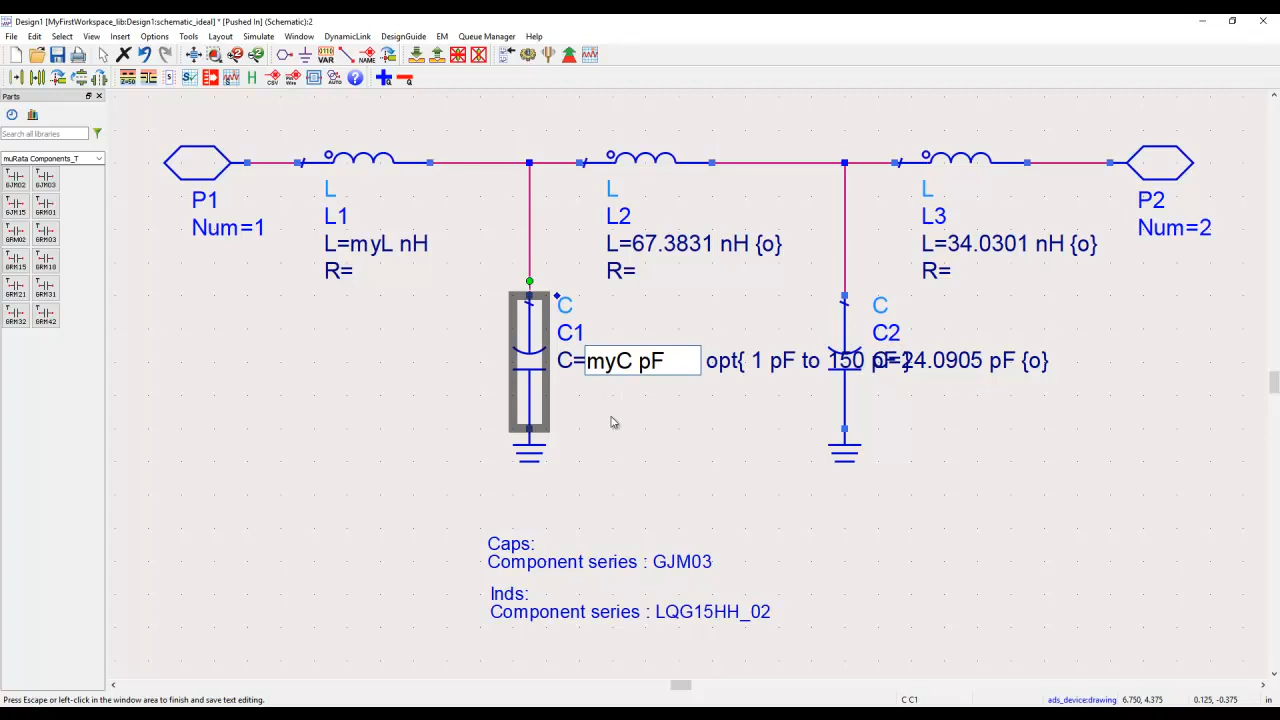 Design1 [MyFirstWorkspace_lib:Design1:schematic_ideal] * [Pushed In] (Schematic):2
File Edit Select View Insert Options Tools Layout Simulate Window DynamicLink DesignGuide EM Queue Manager Help
VAR
NAME
Parts
Search all libraries
muRata Components_T
GJM02 GJM03
GJM15 GRM01
GRM02 GRM03
GRM15 GRM18
GRM21 GRM31
GRM32 GRM42
P1
Num=1
L
L1
L=myL nH
R=
L
L2
L=67.3831 nH {o}
R=
L
L3
L=34.0301 nH {o}
R=
P2
Num=2
C
C1
C=myC pF opt{ 1 pF to 150 pF }
C
C2
C=24.0905 pF {o}
Caps:
Component series : GJM03
Inds:
Component series : LQG15HH_02
Press Escape or left-click in the window area to finish and save text editing.
C C1
ads_device:drawing
6.750, 4.375
0.125, -0.375
in